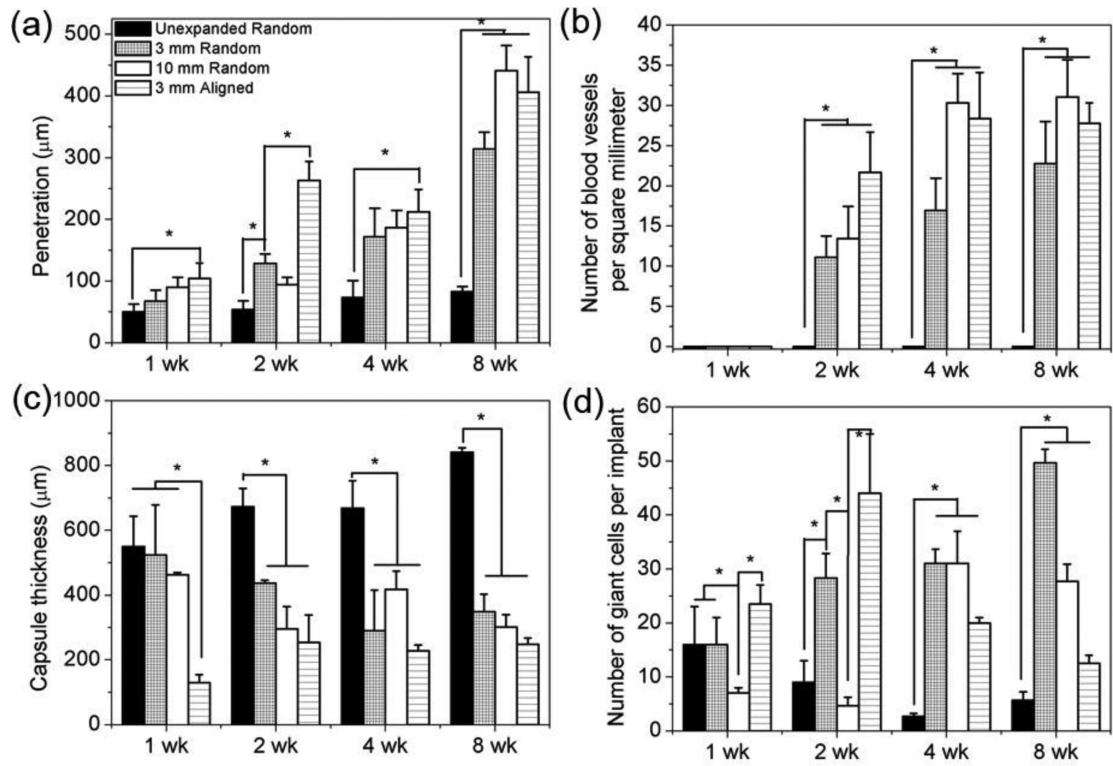 (a)
Unexpanded Random
3 mm Random
10 mm Random
3 mm Aligned
*
*
*
*
*
Penetration (μm)
500
400
300
200
100
0
1 wk 2 wk 4 wk 8 wk
(b)
*
*
*
Number of blood vessels
per square millimeter
40
35
30
25
20
15
10
5
0
1 wk 2 wk 4 wk 8 wk
(c)
*
*
*
*
Capsule thickness (μm)
1000
800
600
400
200
0
1 wk 2 wk 4 wk 8 wk
(d)
*
*
*
*
*
*
*
Number of giant cells per implant
60
50
40
30
20
10
0
1 wk 2 wk 4 wk 8 wk